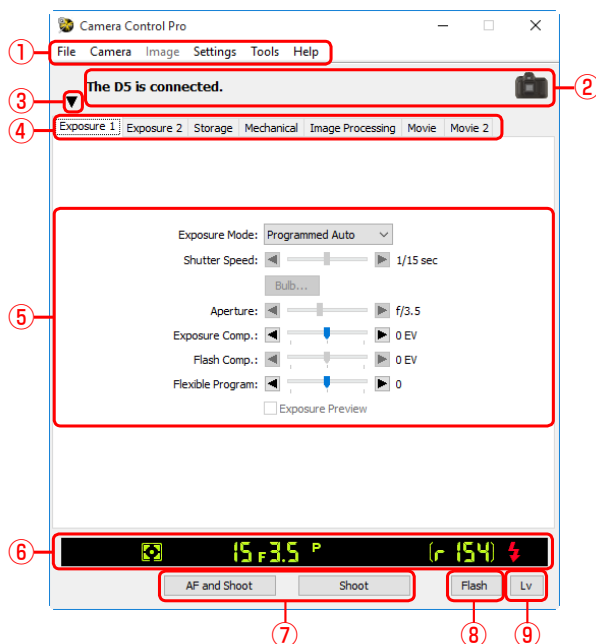 Camera Control Pro
① File Camera Image Settings Tools Help
The D5 is connected. ②
③ ▼
④ Exposure 1 Exposure 2 Storage Mechanical Image Processing Movie Movie 2
Exposure Mode: Programmed Auto
Shutter Speed: 1/15 sec
Bulb...
⑤ Aperture: f/3.5
Exposure Comp.: 0 EV
Flash Comp.: 0 EV
Flexible Program: 0
Exposure Preview
⑥ 15 F3.5 P (r 154)
AF and Shoot Shoot Flash Lv
⑦ ⑧ ⑨